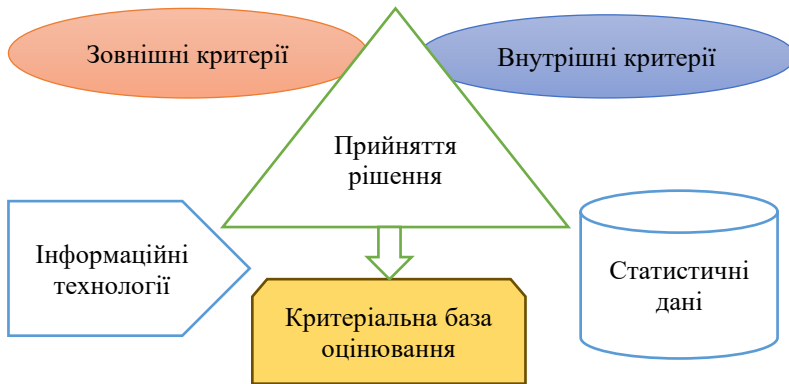 Зовнішні критерії
Внутрішні критерії
Прийняття
рішення
Інформаційні
технології
Статистичні
дані
Критеріальна база
оцінювання